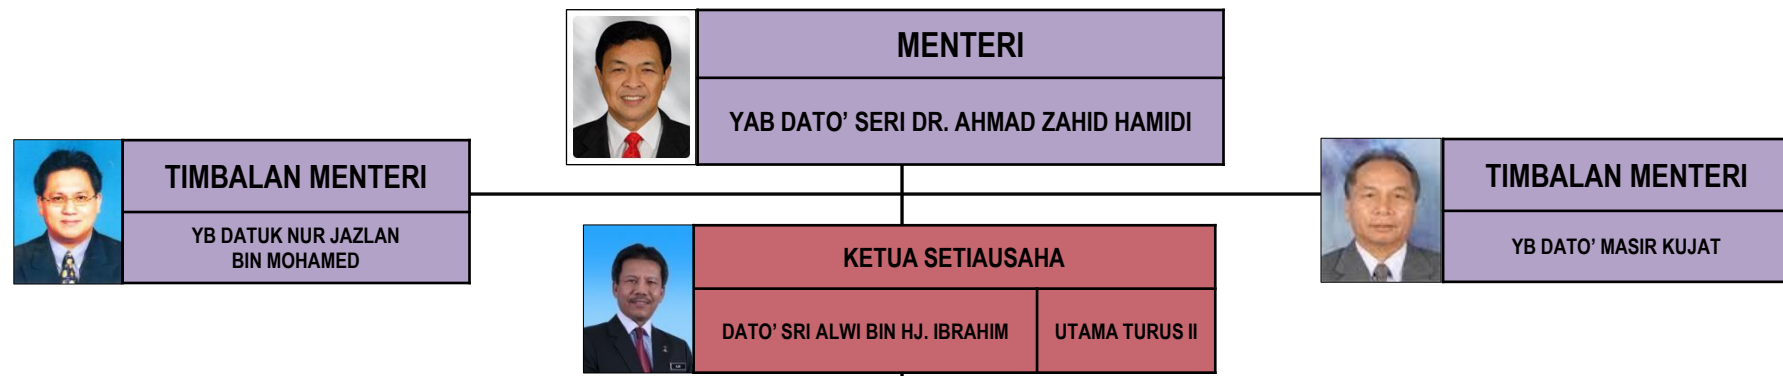 MENTERI
YAB DATO’ SERI DR. AHMAD ZAHID HAMIDI
TIMBALAN MENTERI
YB DATUK NUR JAZLAN
BIN MOHAMED
TIMBALAN MENTERI
YB DATO’ MASIR KUJAT
KETUA SETIAUSAHA
DATO’ SRI ALWI BIN HJ. IBRAHIM
UTAMA TURUS II